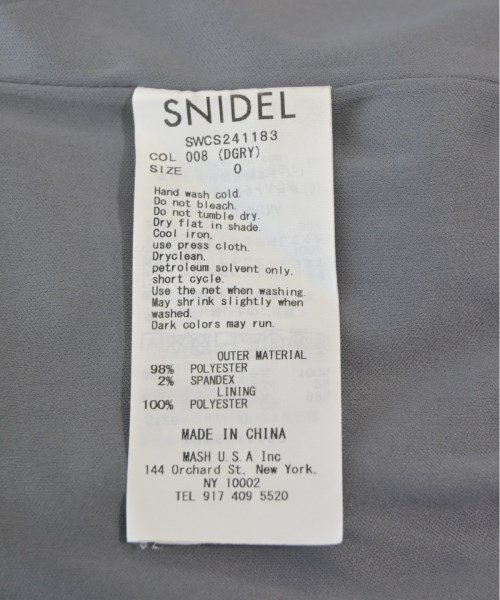 SNIDEL
SWCS241183
COL 008 (DGRY)
SIZE 0
Hand wash cold.
Do not bleach.
Do not tumble dry.
Dry flat in shade.
Cool iron,
use press cloth.
Dryclean,
petroleum solvent only,
short cycle.
Use the net when washing.
May shrink slightly when
washed.
Dark colors may run.
OUTER MATERIAL
98% POLYESTER
2% SPANDEX
LINING
100% POLYESTER
MADE IN CHINA
MASH U.S.A Inc
144 Orchard St, New York,
NY 10002
TEL 917 409 5520